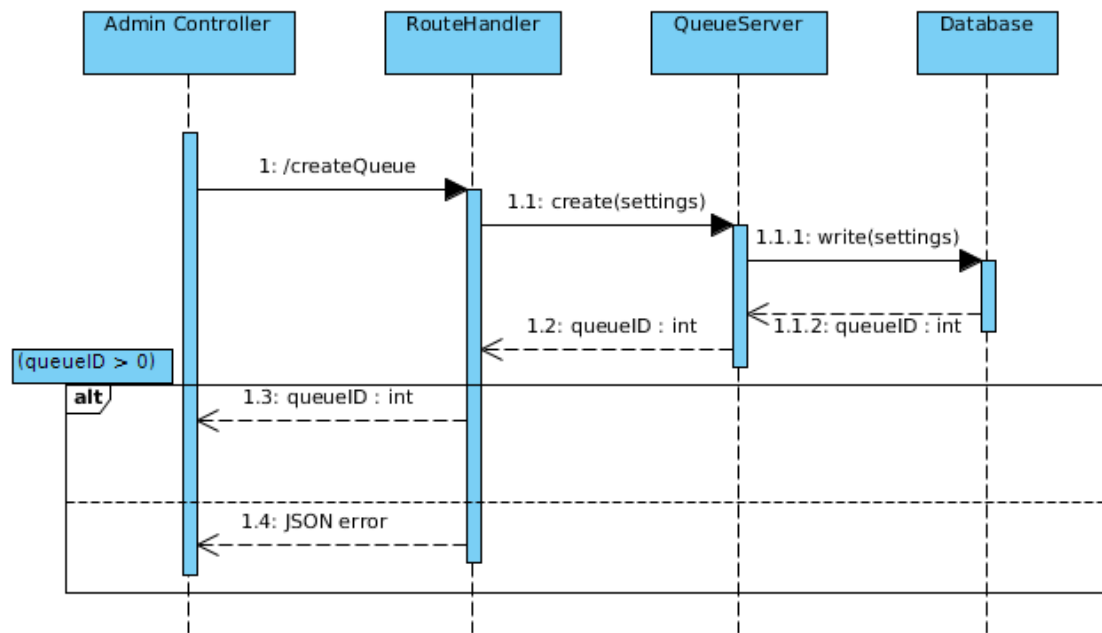 Admin Controller
RouteHandler
QueueServer
Database
1: /createQueue
1.1: create(settings)
1.1.1: write(settings)
1.1.2: queueID : int
1.2: queueID : int
(queueID > 0)
alt
1.3: queueID : int
1.4: JSON error